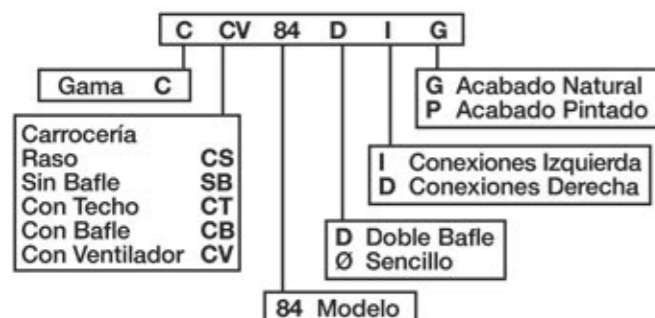 C CV 84 D I G
Gama C
G Acabado Natural
P Acabado Pintado
Carrocería
Raso CS
Sin Bafle SB
Con Techo CT
Con Bafle CB
Con Ventilador CV
I Conexiones Izquierda
D Conexiones Derecha
D Doble Bafle
Ø Sencillo
84 Modelo